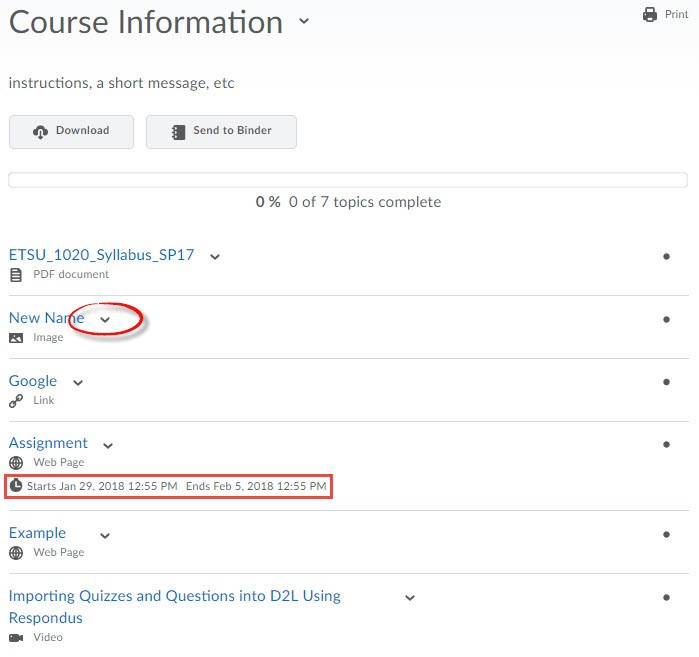 Course Information
Print
instructions, a short message, etc
Download
Send to Binder
0 % 0 of 7 topics complete
ETSU_1020_Syllabus_SP17
PDF document
New Name
Image
Google
Link
Assignment
Web Page
Starts Jan 29, 2018 12:55 PM Ends Feb 5, 2018 12:55 PM
Example
Web Page
Importing Quizzes and Questions into D2L Using
Respondus
Video